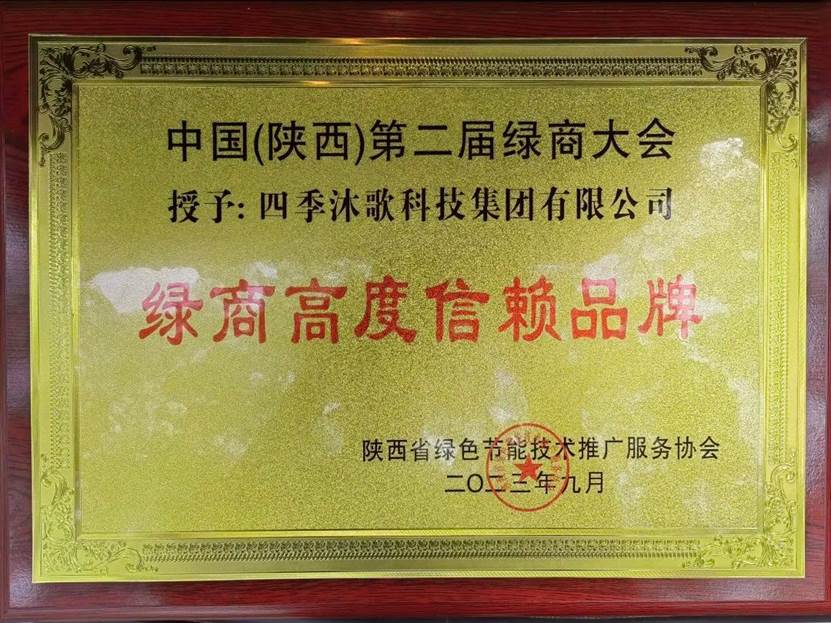 中国(陕西)第二届绿商大会
授予: 四季沐歌科技集团有限公司
绿商高度信赖品牌
陕西省绿色节能技术推广服务协会
二〇二三年九月